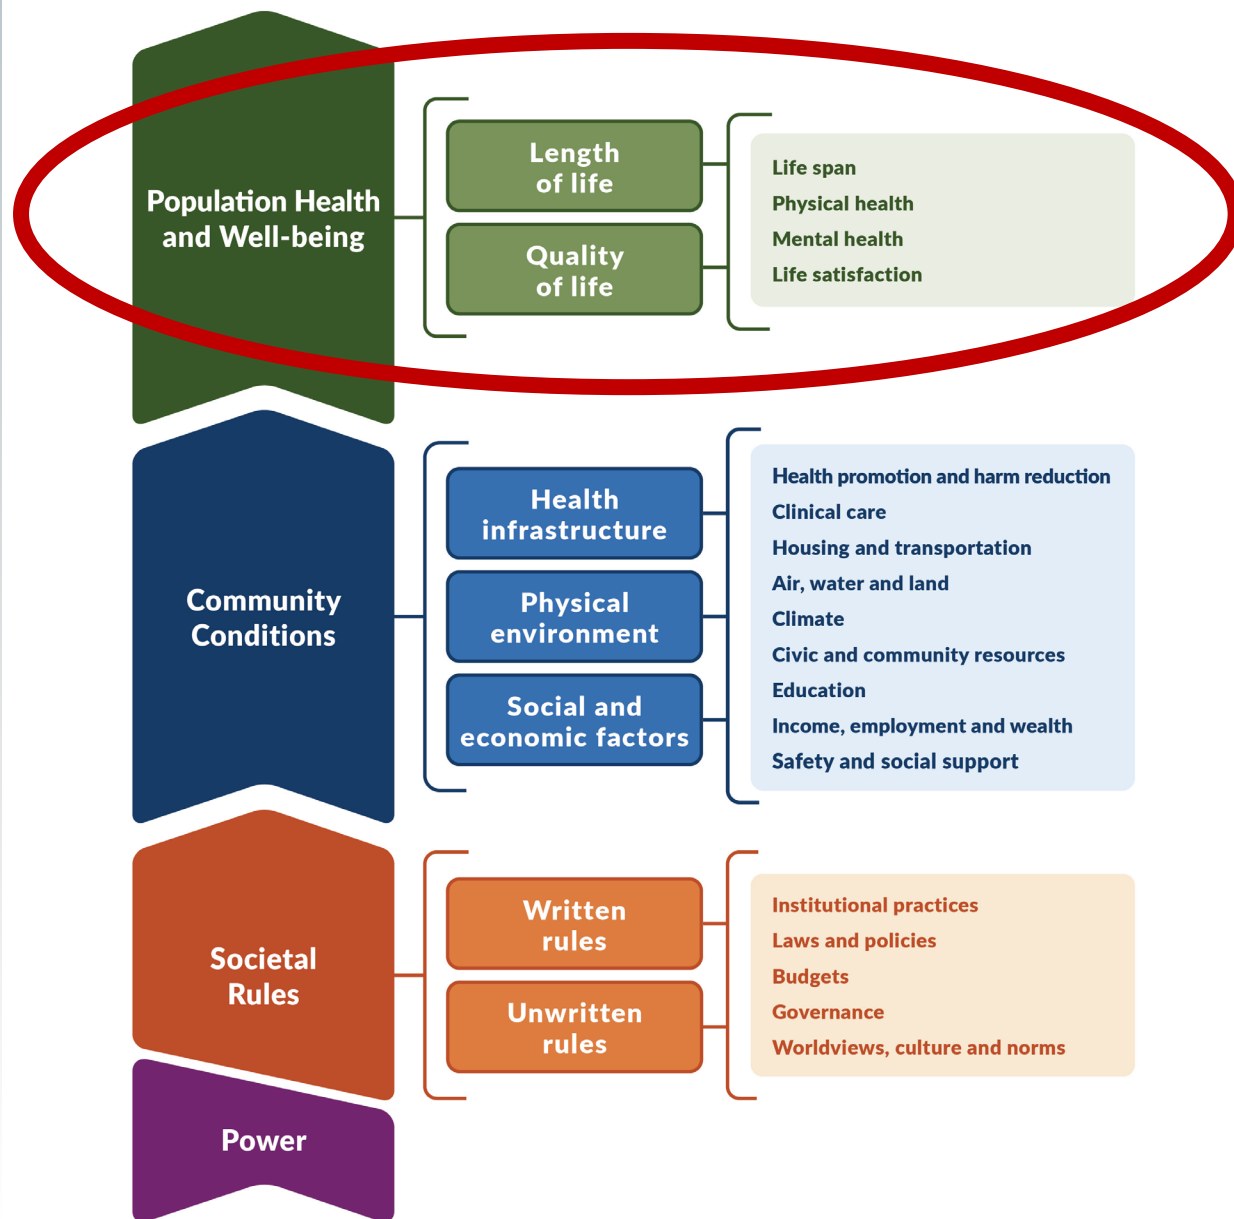 Population Health
and Well-being
Length
of life
Quality
of life
Life span
Physical health
Mental health
Life satisfaction
Community
Conditions
Health
infrastructure
Physical
environment
Social and
economic factors
Health promotion and harm reduction
Clinical care
Housing and transportation
Air, water and land
Climate
Civic and community resources
Education
Income, employment and wealth
Safety and social support
Societal
Rules
Written
rules
Unwritten
rules
Institutional practices
Laws and policies
Budgets
Governance
Worldviews, culture and norms
Power